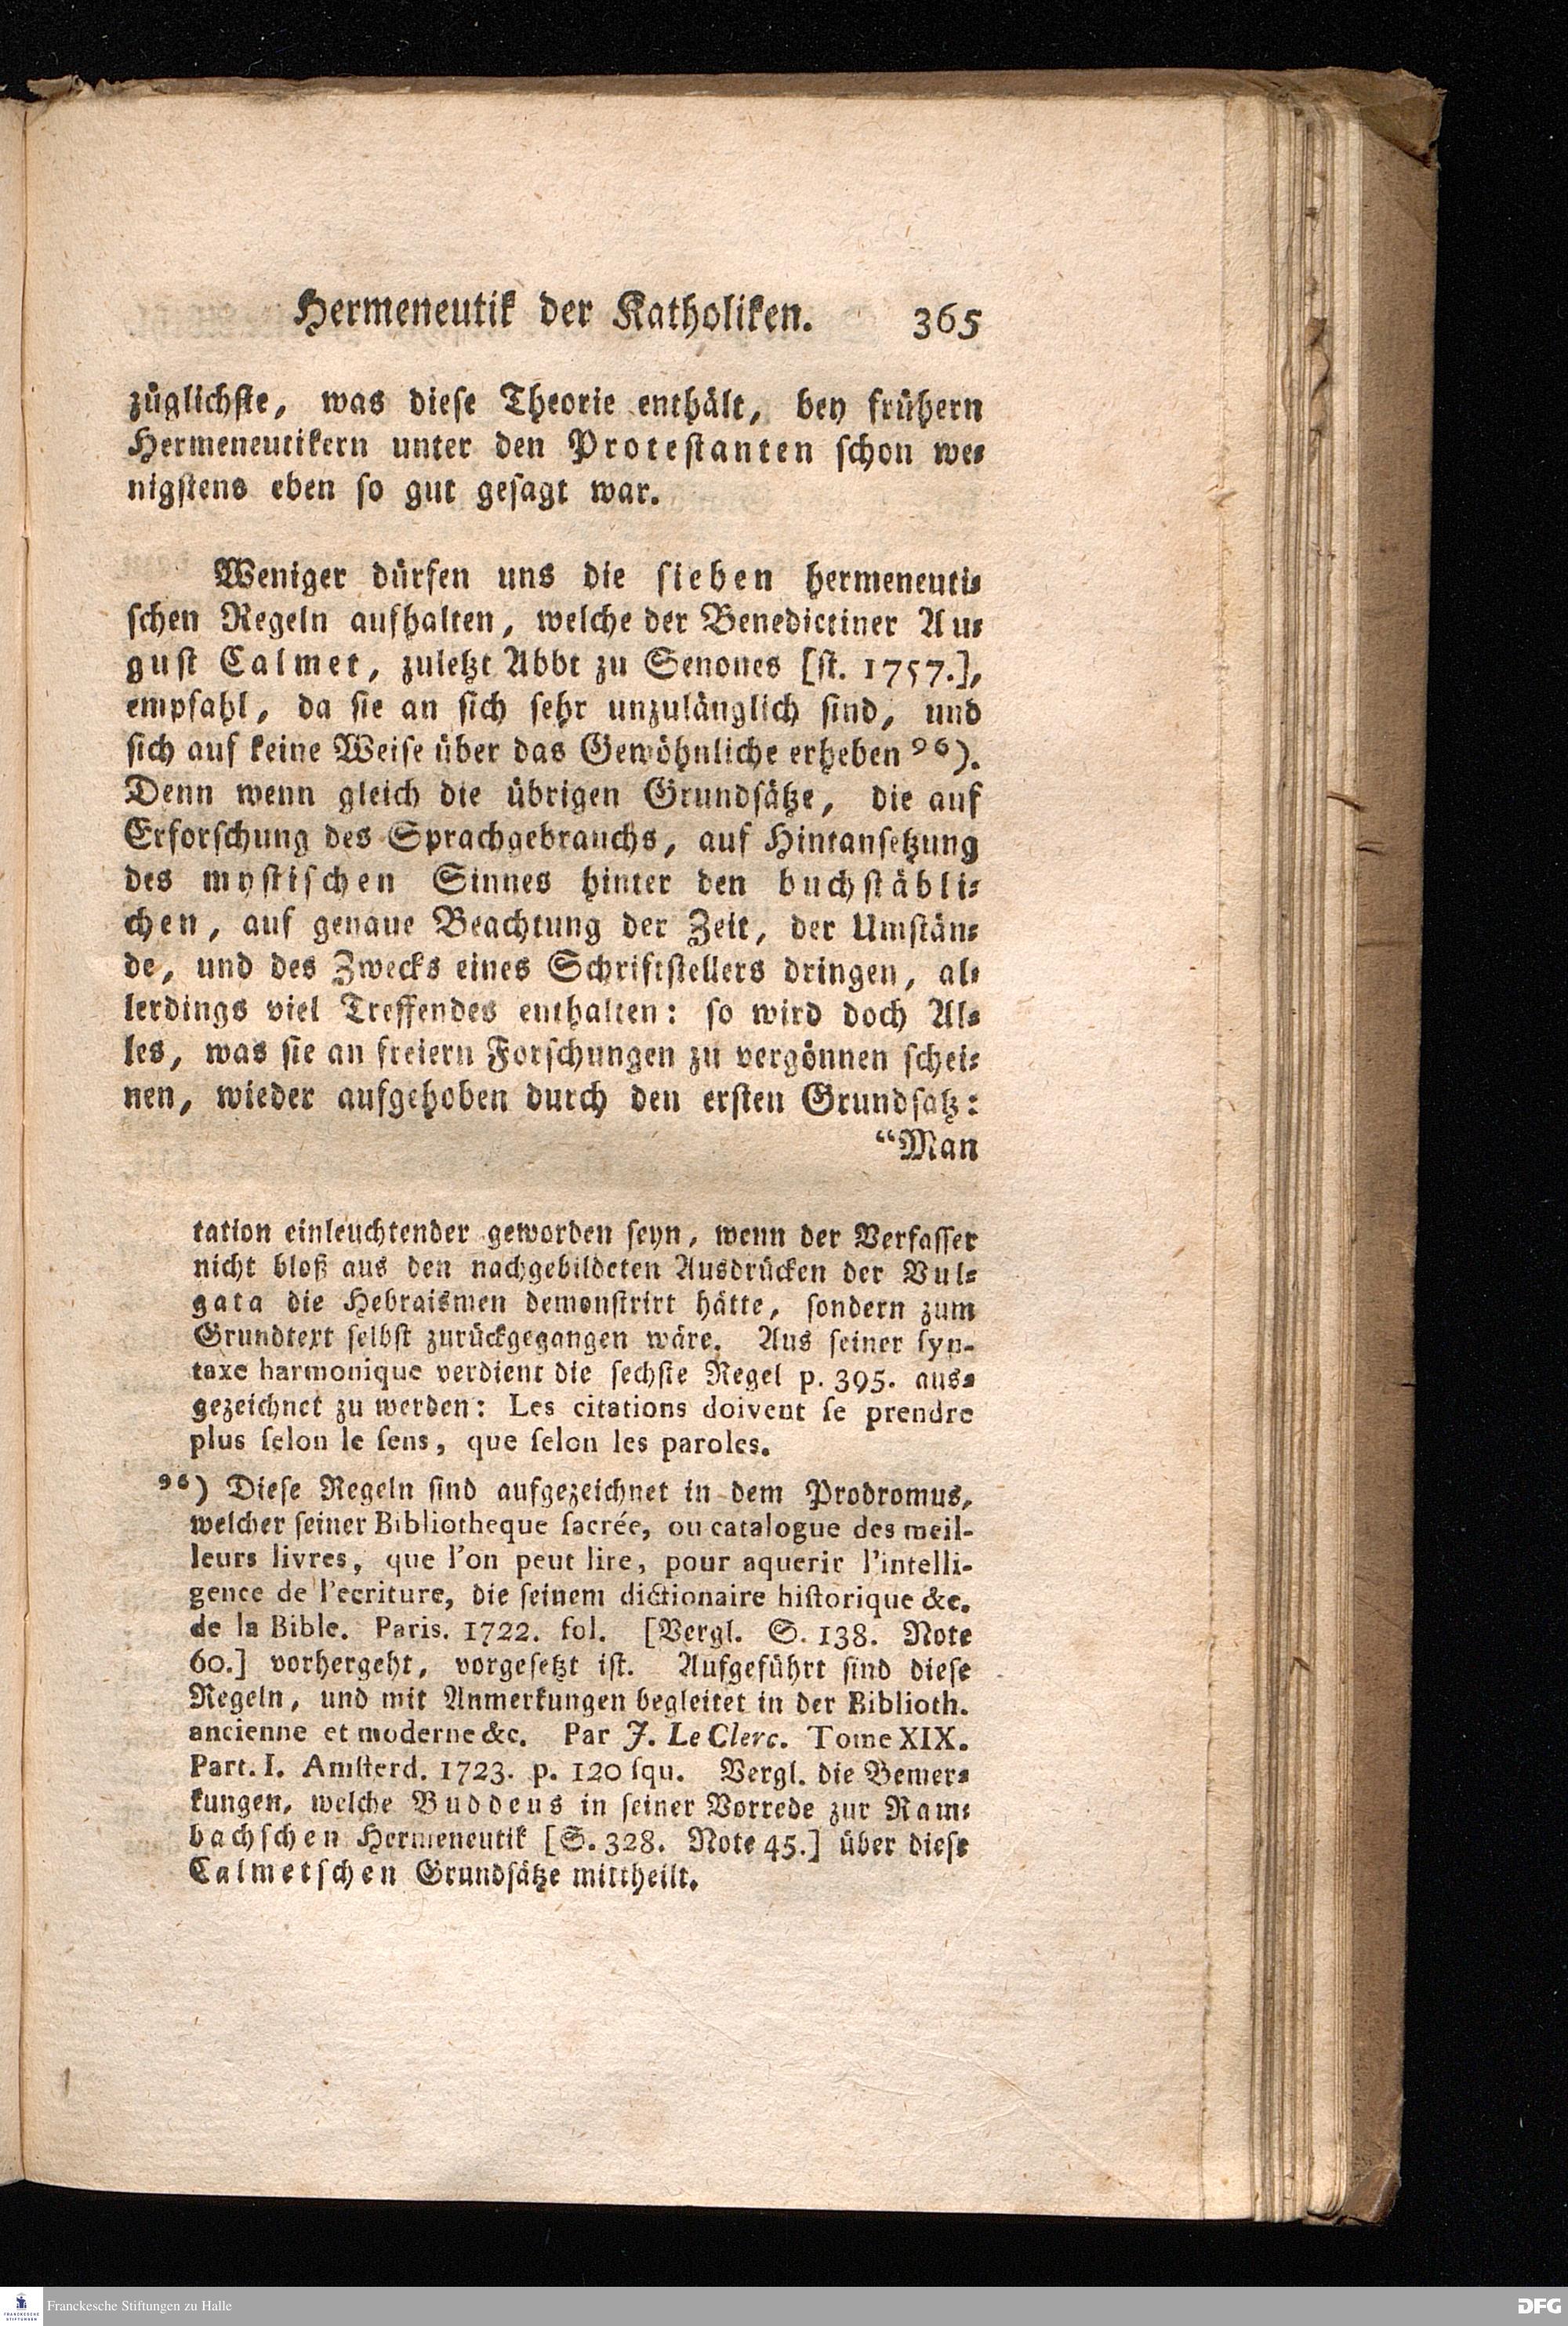 Hermeneutik der Katholiken. 365
züglichste, was diese Theorie enthält, bey frühern
Hermeneutikern unter den Protestanten schon we-
nigstens eben so gut gesagt war.
Weniger dürfen uns die sieben hermeneuti-
schen Regeln aufhalten, welche der Benedictiner Au-
gust Calmet, zuletzt Abbt zu Senones [st. 1757.],
empfahl, da sie an sich sehr unzulänglich sind, und
sich auf keine Weise über das Gewöhnliche erheben 96).
Denn wenn gleich die übrigen Grundsätze, die auf
Erforschung des Sprachgebrauchs, auf Hintansetzung
des mystischen Sinnes hinter den buchstäbli-
chen, auf genaue Beachtung der Zeit, der Umstän-
de, und des Zwecks eines Schriftstellers dringen, al-
lerdings viel Treffendes enthalten: so wird doch Al-
les, was sie an freiern Forschungen zu vergönnen schei-
nen, wieder aufgehoben durch den ersten Grundsatz:
“Man
tation einleuchtender geworden seyn, wenn der Verfasser
nicht bloß aus den nachgebildeten Ausdrücken der Vul-
gata die Hebraismen demonstrirt hätte, sondern zum
Grundtext selbst zurückgegangen wäre. Aus seiner syn-
taxe harmonique verdient die sechste Regel p. 395. aus-
gezeichnet zu werden: Les citations doivent se prendre
plus selon le sens, que selon les paroles.
96) Diese Regeln sind aufgezeichnet in dem Prodromus,
welcher seiner Bibliotheque sacrée, ou catalogue des meil-
leurs livres, que l'on peut lire, pour aquerir l'intelli-
gence de l'ecriture, die seinem dictionaire historique &c.
de la Bible. Paris. 1722. fol. [Vergl. S. 138. Note
60.] vorhergeht, vorgesetzt ist. Aufgeführt sind diese
Regeln, und mit Anmerkungen begleitet in der Biblioth.
ancienne et moderne &c. Par J. Le Clerc. Tome XIX.
Part. I. Amsterd. 1723. p. 120 squ. Vergl. die Bemer-
kungen, welche Buddeus in seiner Vorrede zur Ram-
bachschen Hermeneutik [S. 328. Note 45.] über diese
Calmetschen Grundsätze mittheilt.
FRANCKESCHE STIFTUNGEN
Franckesche Stiftungen zu Halle
DFG